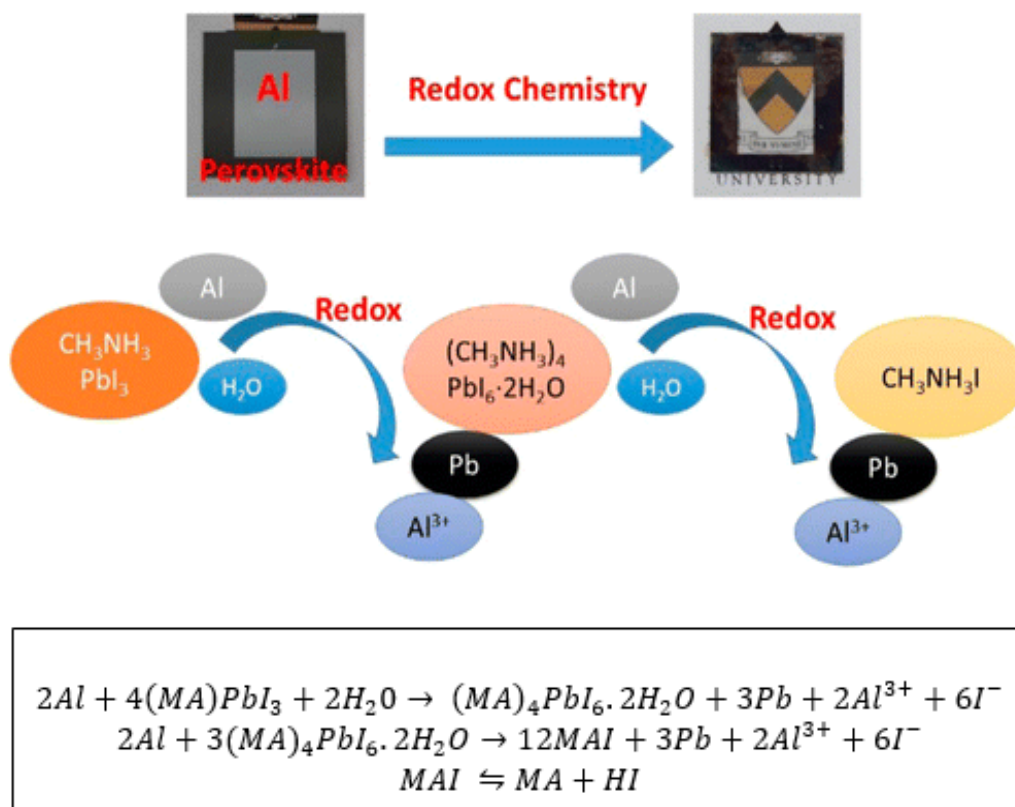 Al
Redox Chemistry
Perovskite
UNIVERSITY
Al
Al
Redox
Redox
CH₃NH₃
PbI₃
(CH₃NH₃)₄
PbI₆·2H₂O
CH₃NH₃I
H₂O
H₂O
Pb
Pb
Al³⁺
Al³⁺
2Al + 4(MA)PbI₃ + 2H₂0 → (MA)₄PbI₆.2H₂O + 3Pb + 2Al³⁺ + 6I⁻
2Al + 3(MA)₄PbI₆.2H₂O → 12MAI + 3Pb + 2Al³⁺ + 6I⁻
MAI ⇋ MA + HI